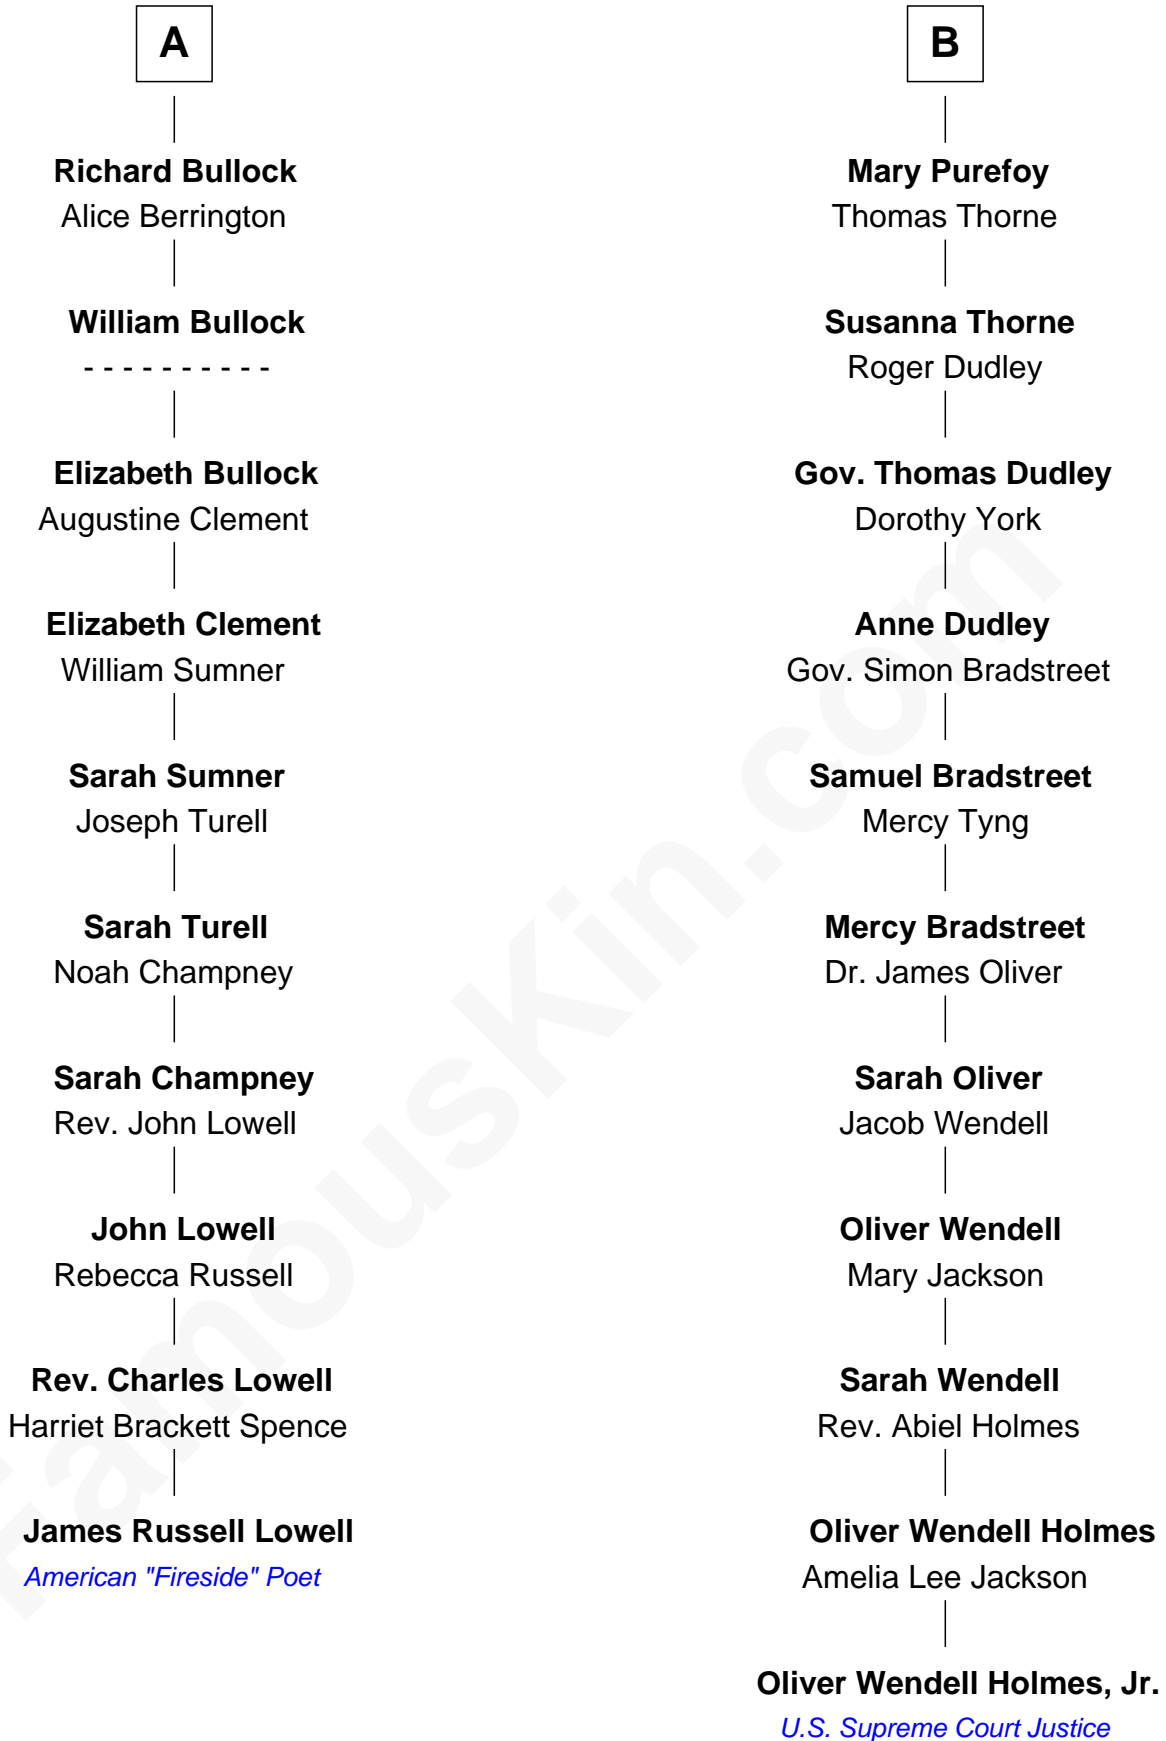 A
Richard Bullock
Alice Berrington
William Bullock
- - - - - - - - - -
Elizabeth Bullock
Augustine Clement
Elizabeth Clement
William Sumner
Sarah Sumner
Joseph Turell
Sarah Turell
Noah Champney
Sarah Champney
Rev. John Lowell
John Lowell
Rebecca Russell
Rev. Charles Lowell
Harriet Brackett Spence
James Russell Lowell
American "Fireside" Poet
B
Mary Purefoy
Thomas Thorne
Susanna Thorne
Roger Dudley
Gov. Thomas Dudley
Dorothy York
Anne Dudley
Gov. Simon Bradstreet
Samuel Bradstreet
Mercy Tyng
Mercy Bradstreet
Dr. James Oliver
Sarah Oliver
Jacob Wendell
Oliver Wendell
Mary Jackson
Sarah Wendell
Rev. Abiel Holmes
Oliver Wendell Holmes
Amelia Lee Jackson
Oliver Wendell Holmes, Jr.
U.S. Supreme Court Justice
FamousKin.com